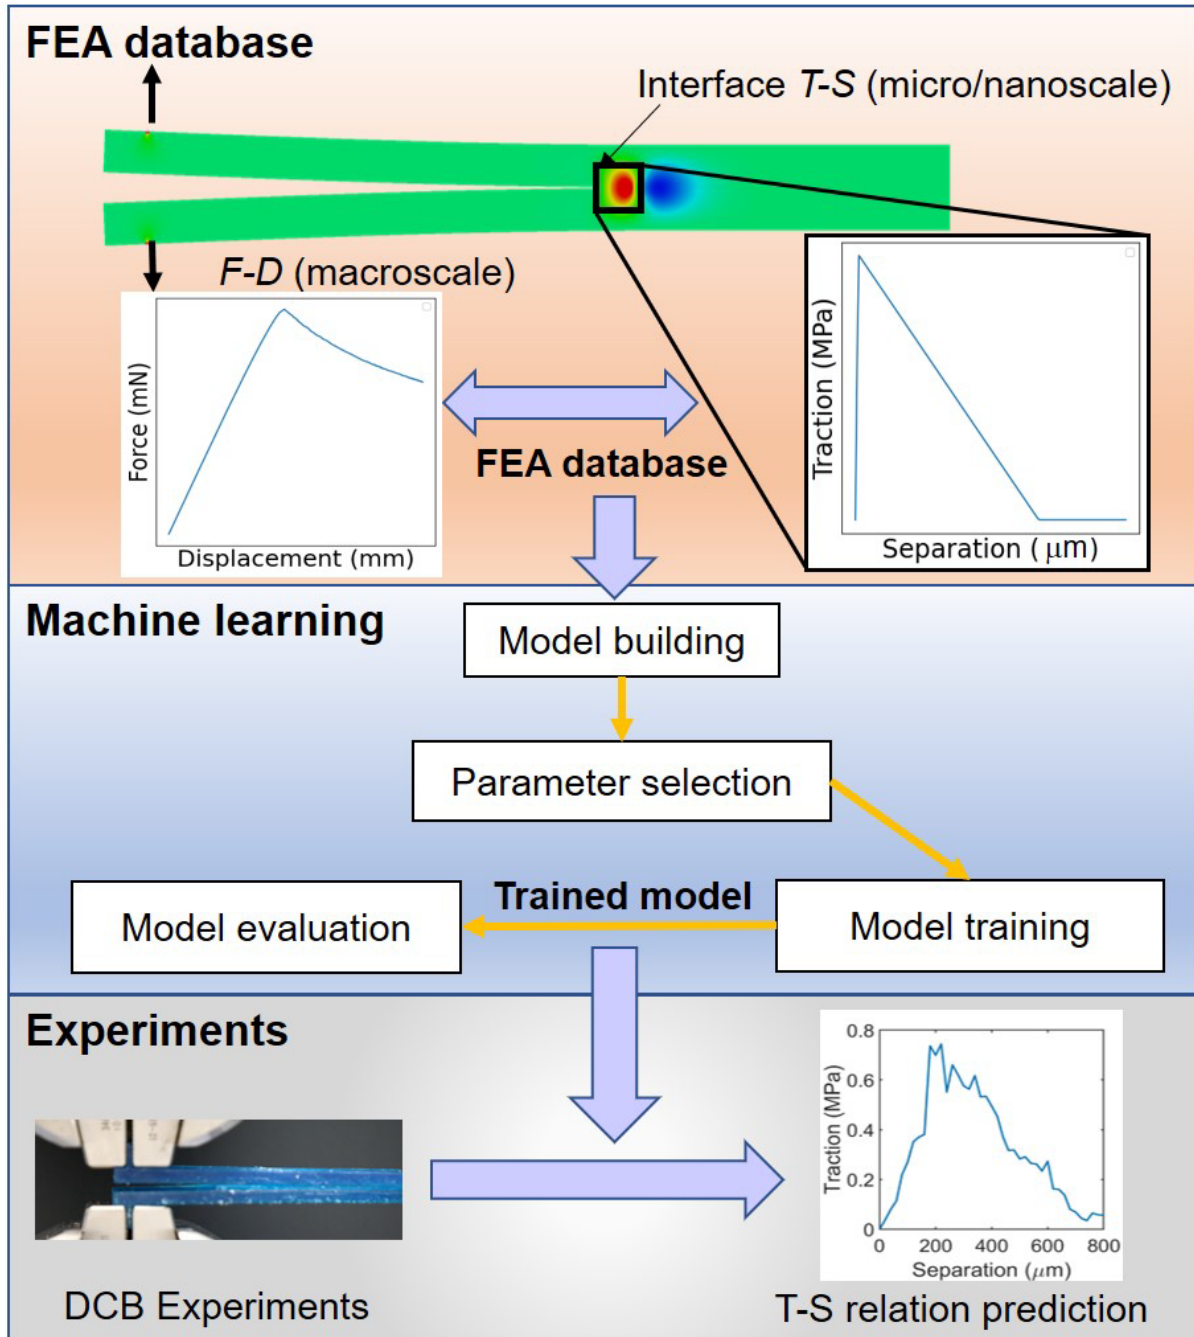 FEA database
Interface T-S (micro/nanoscale)
F-D (macroscale)
Force (mN)
Displacement (mm)
FEA database
Traction (MPa)
Separation ( μm)
Machine learning
Model building
Parameter selection
Trained model
Model evaluation
Model training
Experiments
DCB Experiments
Traction (MPa)
0.8
0.6
0.4
0.2
0
0 200 400 600 800
Separation (μm)
T-S relation prediction